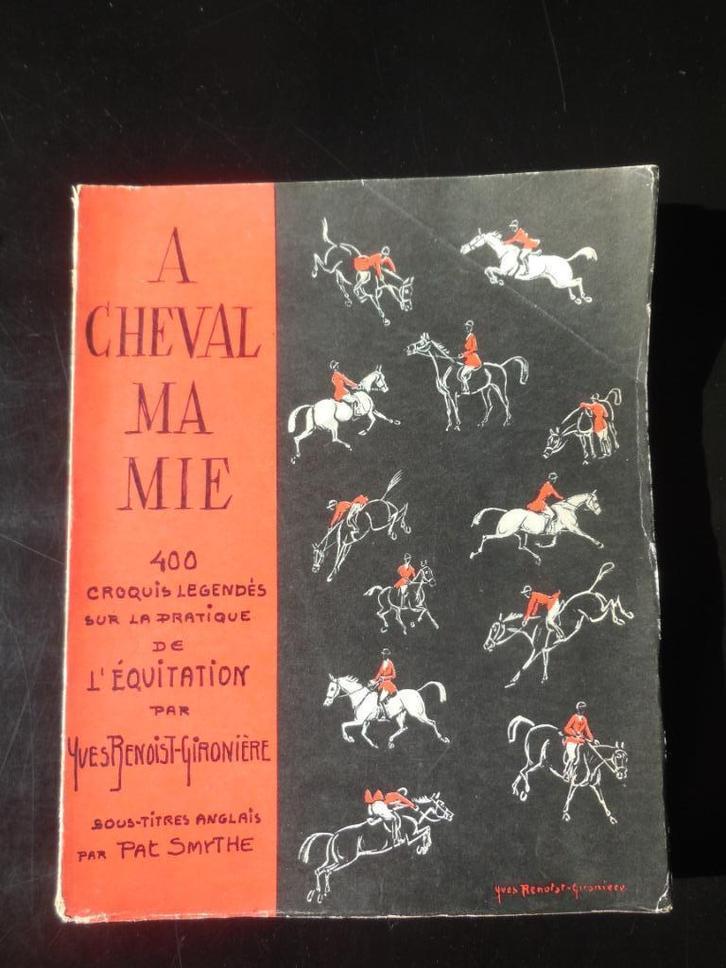 A
CHEVAL
MA
MIE
400
CROQUIS LEGENDÉS
SUR LA PRATIQUE
DE
L'ÉQUITATION
PAR
YVES BENOIST-GIRONIÈRE
SOUS-TITRES ANGLAIS
PAR PAT SMYTHE
Yves Benoist-Gironiere